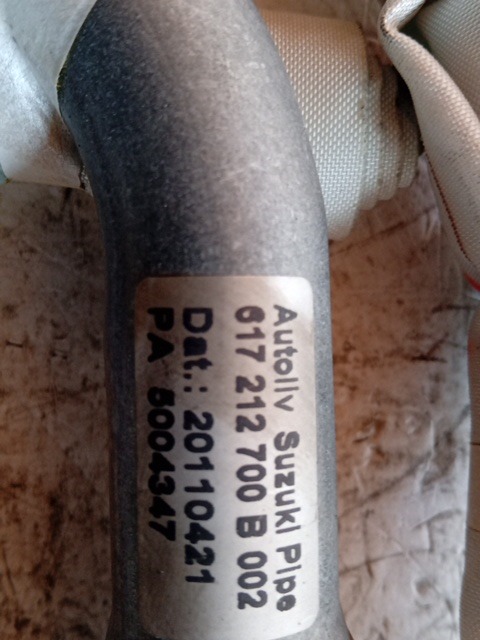 Autoliv Suzuki Pipe
617 212 700 B 002
Dat.: 20110421
PA 5004347